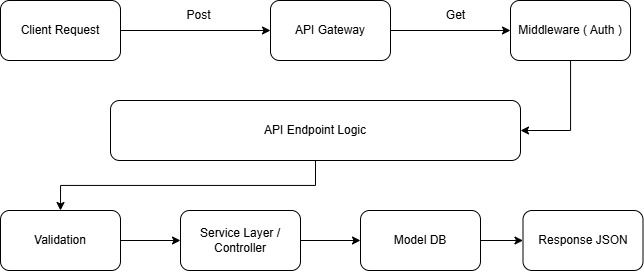 Client Request
Post
API Gateway
Get
Middleware ( Auth )
API Endpoint Logic
Validation
Service Layer /
Controller
Model DB
Response JSON